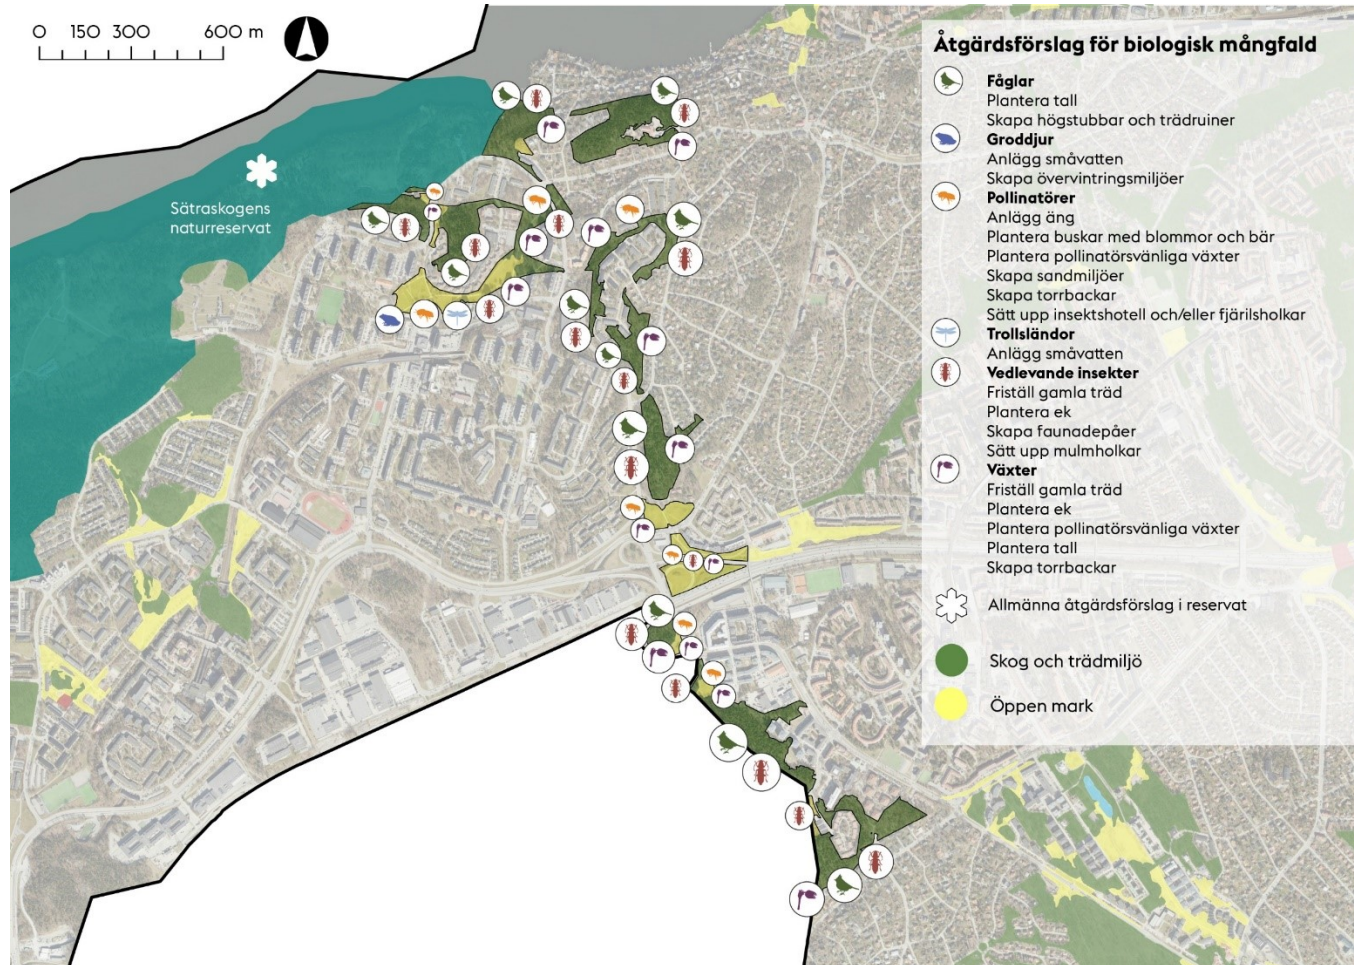 0 150 300 600 m
Sätraskogens
naturreservat
Åtgärdsförslag för biologisk mångfald
Fåglar
Plantera tall
Skapa högstubbar och trädruiner
Groddjur
Anlägg småvatten
Skapa övervintringsmiljöer
Pollinatörer
Anlägg äng
Plantera buskar med blommor och bär
Plantera pollinatörsvänliga växter
Skapa sandmiljöer
Skapa torrbackar
Sätt upp insektshotell och/eller fjärilsholkar
Trollsländor
Anlägg småvatten
Vedlevande insekter
Friställ gamla träd
Plantera ek
Skapa faunadepåer
Sätt upp mulmholkar
Växter
Friställ gamla träd
Plantera ek
Plantera pollinatörsvänliga växter
Plantera tall
Skapa torrbackar
Allmänna åtgärdsförslag i reservat
Skog och trädmiljö
Öppen mark